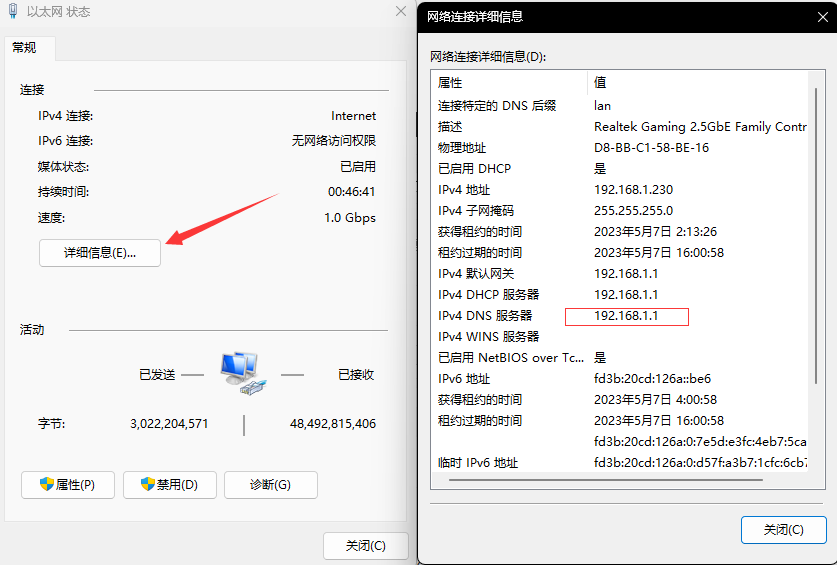 以太网 状态
常规
连接
IPv4 连接: Internet
IPv6 连接: 无网络访问权限
媒体状态: 已启用
持续时间: 00:46:41
速度: 1.0 Gbps
详细信息(E)...
活动
已发送 已接收
字节: 3,022,204,571 48,492,815,406
属性(P) 禁用(D) 诊断(G)
关闭(C)
网络连接详细信息
网络连接详细信息(D):
属性 值
连接特定的 DNS 后缀 lan
描述 Realtek Gaming 2.5GbE Family Contr
物理地址 D8-BB-C1-58-BE-16
已启用 DHCP 是
IPv4 地址 192.168.1.230
IPv4 子网掩码 255.255.255.0
获得租约的时间 2023年5月7日 2:13:26
租约过期的时间 2023年5月7日 16:00:58
IPv4 默认网关 192.168.1.1
IPv4 DHCP 服务器 192.168.1.1
IPv4 DNS 服务器 192.168.1.1
IPv4 WINS 服务器
已启用 NetBIOS over Tc... 是
IPv6 地址 fd3b:20cd:126a::be6
获得租约的时间 2023年5月7日 4:00:58
租约过期的时间 2023年5月7日 16:00:58
fd3b:20cd:126a:0:7e5d:e3fc:4eb7:5ca
临时 IPv6 地址 fd3b:20cd:126a:0:d57f:a3b7:1cfc:6cb7
关闭(C)